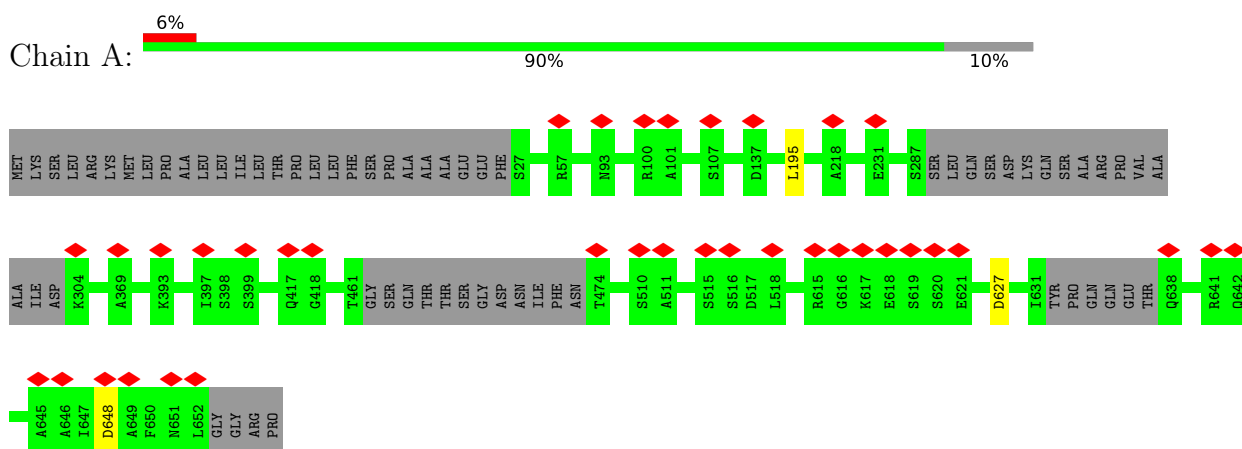 6%
Chain A:
90% 10%
MET LYS SER LEU ARG LYS MET LEU PRO ALA LEU LEU ILE LEU THR PRO LEU LEU PHE SER PRO ALA ALA ALA GLU GLU PHE S27 R57 N93 R100 A101 S107 D137 L195 A218 E231 S287 SER LEU GLN SER ASP LYS GLN SER ALA ARG PRO VAL ALA
ALA ILE ASP K304 A369 K393 I397 S398 S399 Q417 G418 T461 GLY SER GLN THR THR SER GLY ASP ASN ILE PHE ASN T474 S510 A511 S515 S516 D517 L518 R615 G616 K617 E618 S619 S620 E621 D627 I631 TYR PRO GLN GLN GLU THR Q638 R641 Q642
A645 A646 I647 D648 A649 F650 N651 L652 GLY GLY ARG PRO